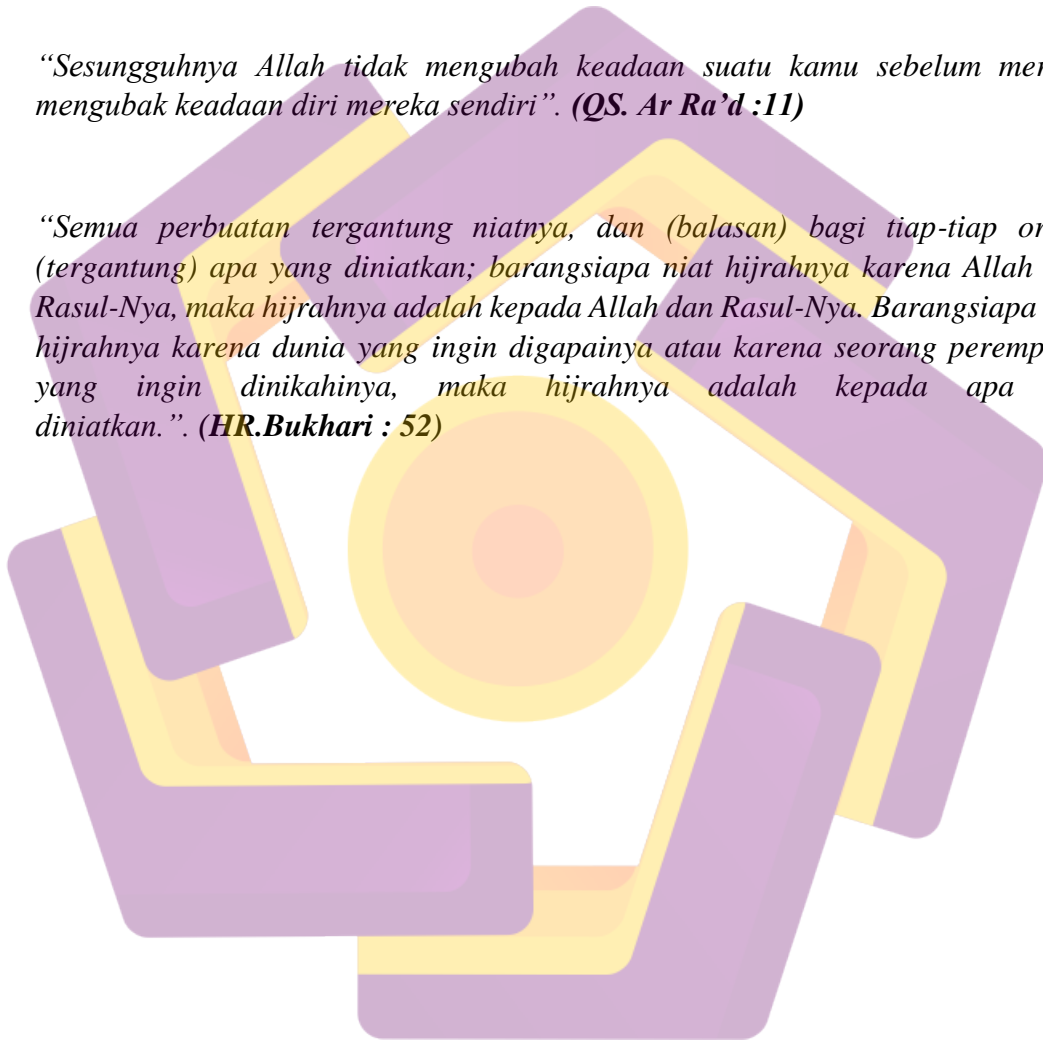 “Sesungguhnya Allah tidak mengubah keadaan suatu kamu sebelum
mengubak keadaan diri mereka sendiri”. (QS. Ar Ra’d :11)
“Semua perbuatan tergantung niatnya, dan (balasan) bagi tiap-tiap
(tergantung) apa yang diniatkan; barangsiapa niat hijrahnya karena Allah
Rasul-Nya, maka hijrahnya adalah kepada Allah dan Rasul-Nya. Barangsiapa
hijrahnya karena dunia yang ingin digapainya atau karena seorang
yang ingin dinikahinya, maka hijrahnya adalah kepada apa
diniatkan.”. (HR.Bukhari : 52)